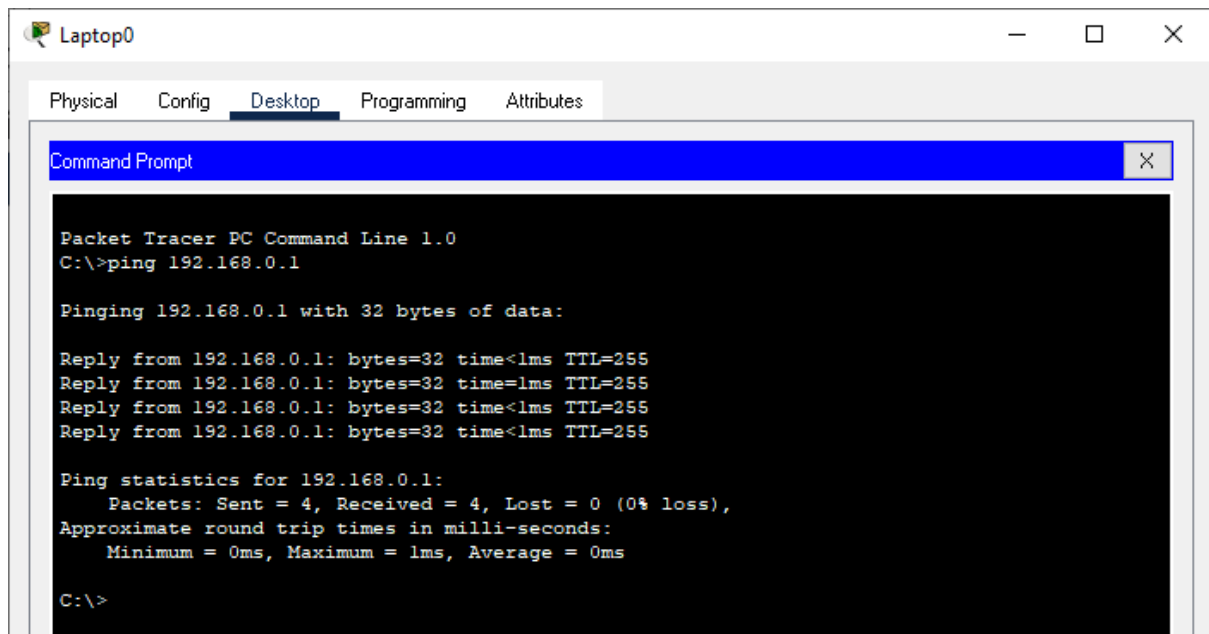 Laptop0
Physical Config Desktop Programming Attributes
Command Prompt X
Packet Tracer PC Command Line 1.0
C:\>ping 192.168.0.1
Pinging 192.168.0.1 with 32 bytes of data:
Reply from 192.168.0.1: bytes=32 time<1ms TTL=255
Reply from 192.168.0.1: bytes=32 time=1ms TTL=255
Reply from 192.168.0.1: bytes=32 time<1ms TTL=255
Reply from 192.168.0.1: bytes=32 time<1ms TTL=255
Ping statistics for 192.168.0.1:
    Packets: Sent = 4, Received = 4, Lost = 0 (0% loss),
Approximate round trip times in milli-seconds:
    Minimum = 0ms, Maximum = 1ms, Average = 0ms
C:\>